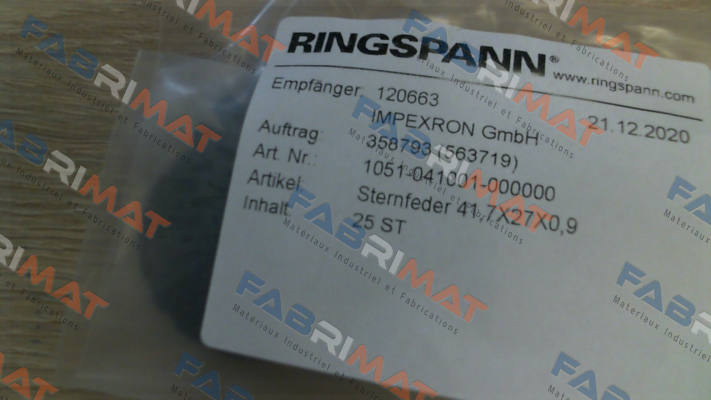 RINGSPANN®
www.ringspann.com
Empfänger: 120663 21.12.2020
IMPEXRON GmbH
Auftrag: 3587931(563719)
Art. Nr.: 1051-041001-000000
Artikel: Sternfeder 41,7X27X0,9
Inhalt: 25 ST
FABRIMAT
Materiaux Industriel et Fabrications